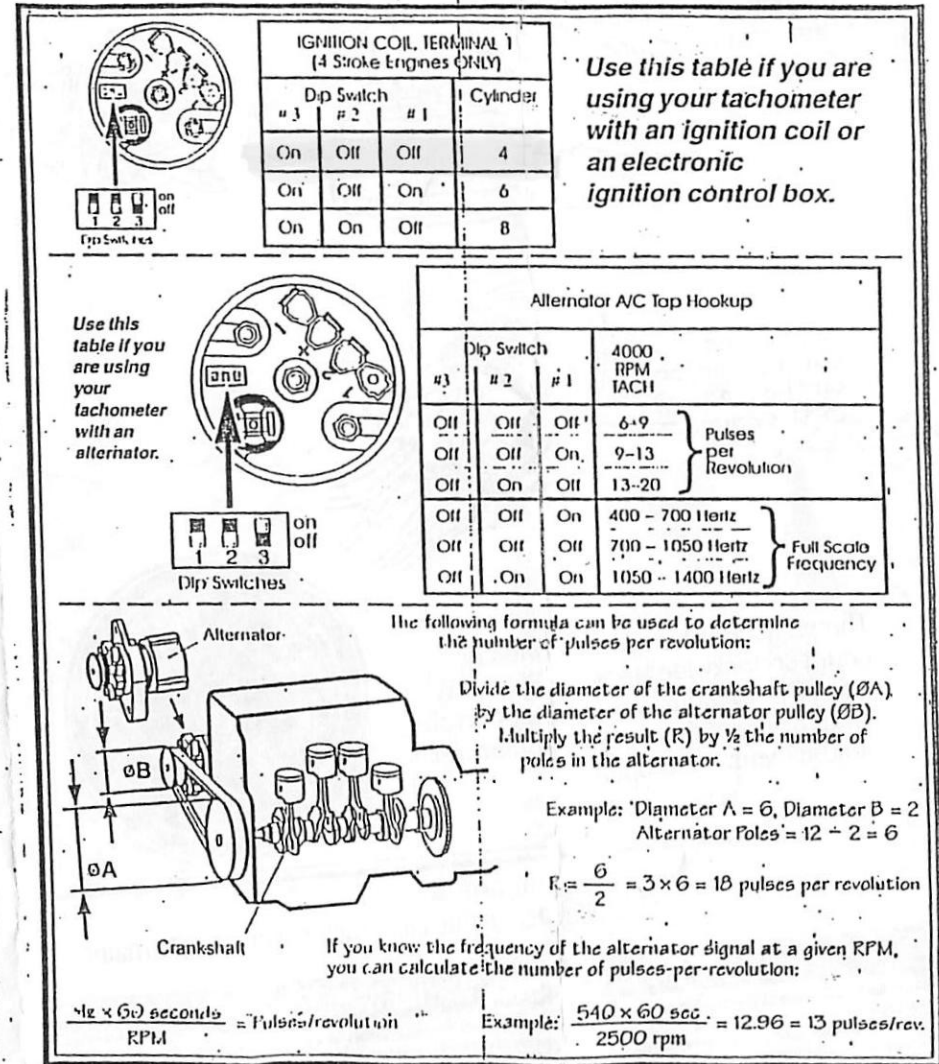 IGNITION COIL, TERMINAL 1
(4 Stroke Engines ONLY)
Dip Switch Cylinder
#3 #2 #1
On Off Off 4
On Off On 6
On On Off 8
on
off
1 2 3
Dip Switches
Use this table if you are
using your tachometer
with an ignition coil or
an electronic
ignition control box.
Use this
table if you
are using
your
tachometer
with an
alternator.
on
off
1 2 3
Dip Switches
Alternator A/C Tap Hookup
Dip Switch
#3 #2 #1
4000
RPM
TACH
Off Off Off 6-9
Off Off On 9-13
Off On Off 13-20
Pulses
per
Revolution
Off Off On 400 - 700 Hertz
Off Off Off 700 - 1050 Hertz
Off On On 1050 - 1400 Hertz
Full Scale
Frequency
The following formula can be used to determine
the number of pulses per revolution:
Divide the diameter of the crankshaft pulley (ØA)
by the diameter of the alternator pulley (ØB).
Multiply the result (R) by ½ the number of
poles in the alternator.
Alternator
ØB
ØA
Crankshaft
Example: Diameter A = 6, Diameter B = 2
Alternator Poles = 12 ÷ 2 = 6
R = 6/2 = 3 x 6 = 18 pulses per revolution
If you know the frequency of the alternator signal at a given RPM,
you can calculate the number of pulses-per-revolution:
Hz x 60 seconds
RPM
= Pulses/revolution
Example: 540 x 60 sec
2500 rpm
= 12.96 = 13 pulses/rev.